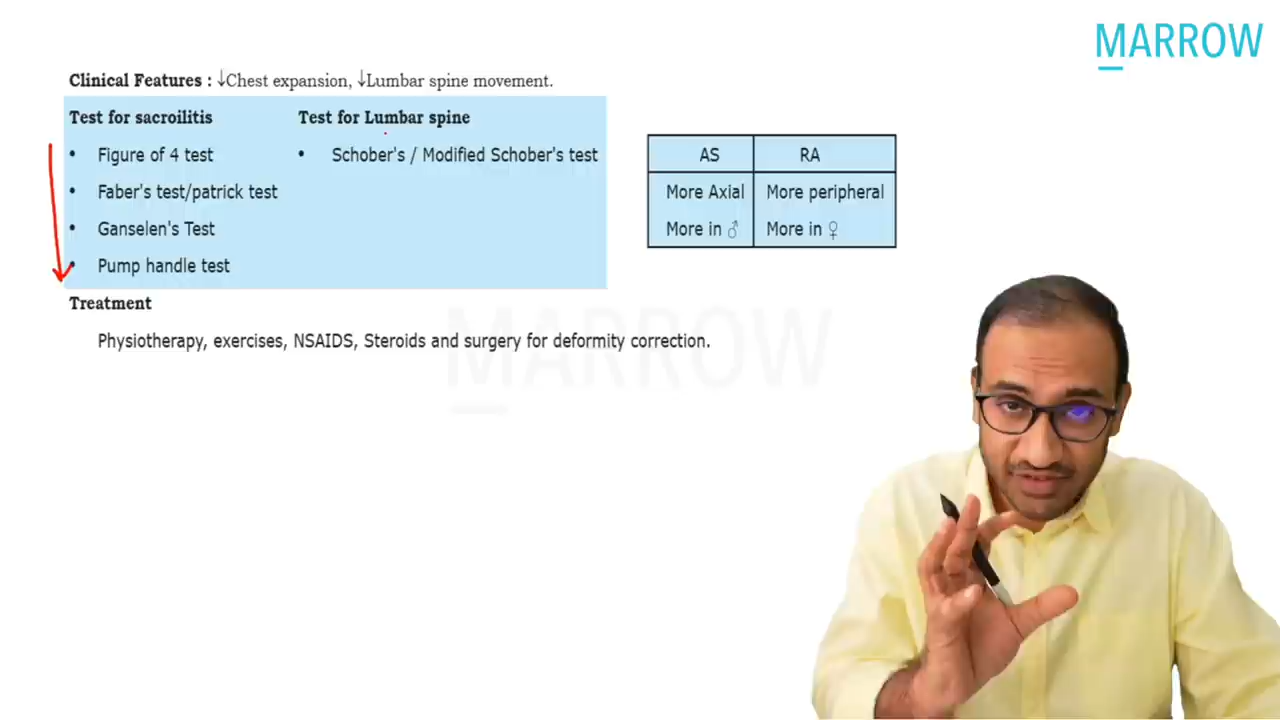 MARROW
Clinical Features : ↓Chest expansion, ↓Lumbar spine movement.
Test for sacroilitis
• Figure of 4 test
• Faber's test/patrick test
• Ganselen's Test
• Pump handle test
Test for Lumbar spine
• Schober's / Modified Schober's test
AS RA
More Axial More peripheral
More in ♂ More in ♀
Treatment
Physiotherapy, exercises, NSAIDS, Steroids and surgery for deformity correction.
MARROW